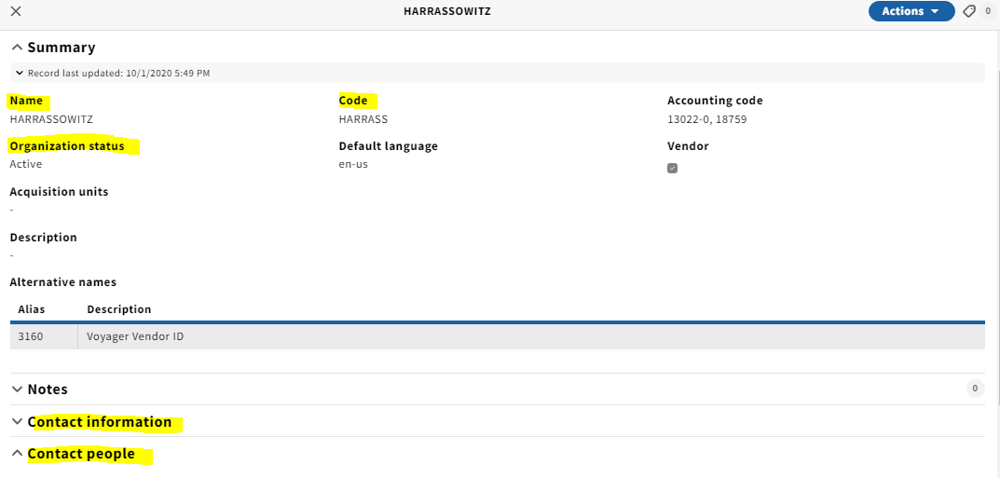 HARRASSOWITZ
Actions
0
Summary
Record last updated: 10/1/2020 5:49 PM
Name Code Accounting code
HARRASSOWITZ HARRASS 13022-0, 18759
Organization status Default language Vendor
Active en-us
Acquisition units
-
Description
-
Alternative names
Alias Description
3160 Voyager Vendor ID
Notes 0
Contact information
Contact people